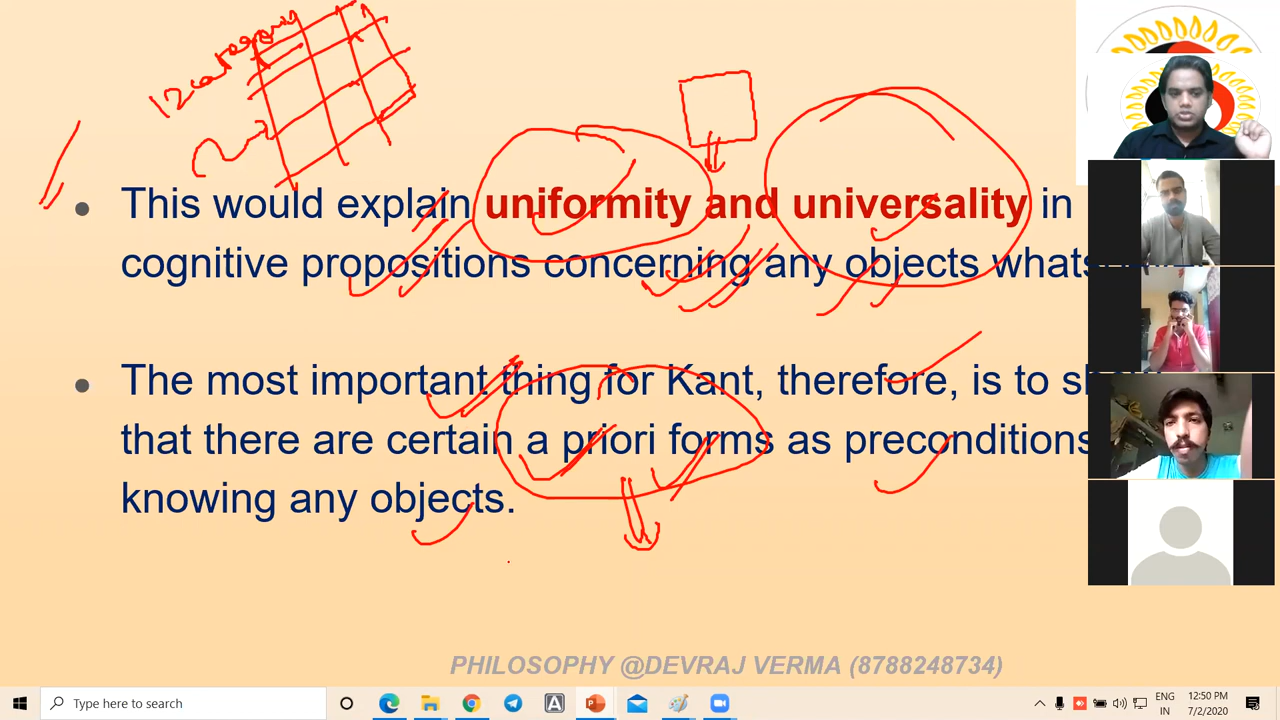 12 categories
This would explain uniformity and universality in
cognitive propositions concerning any objects
The most important thing for Kant, therefore, is to
that there are certain a priori forms as preconditions
knowing any objects.
PHILOSOPHY @DEVRAJ VERMA (8788248734)
Type here to search
A
ENG
IN
12:50 PM
7/2/2020